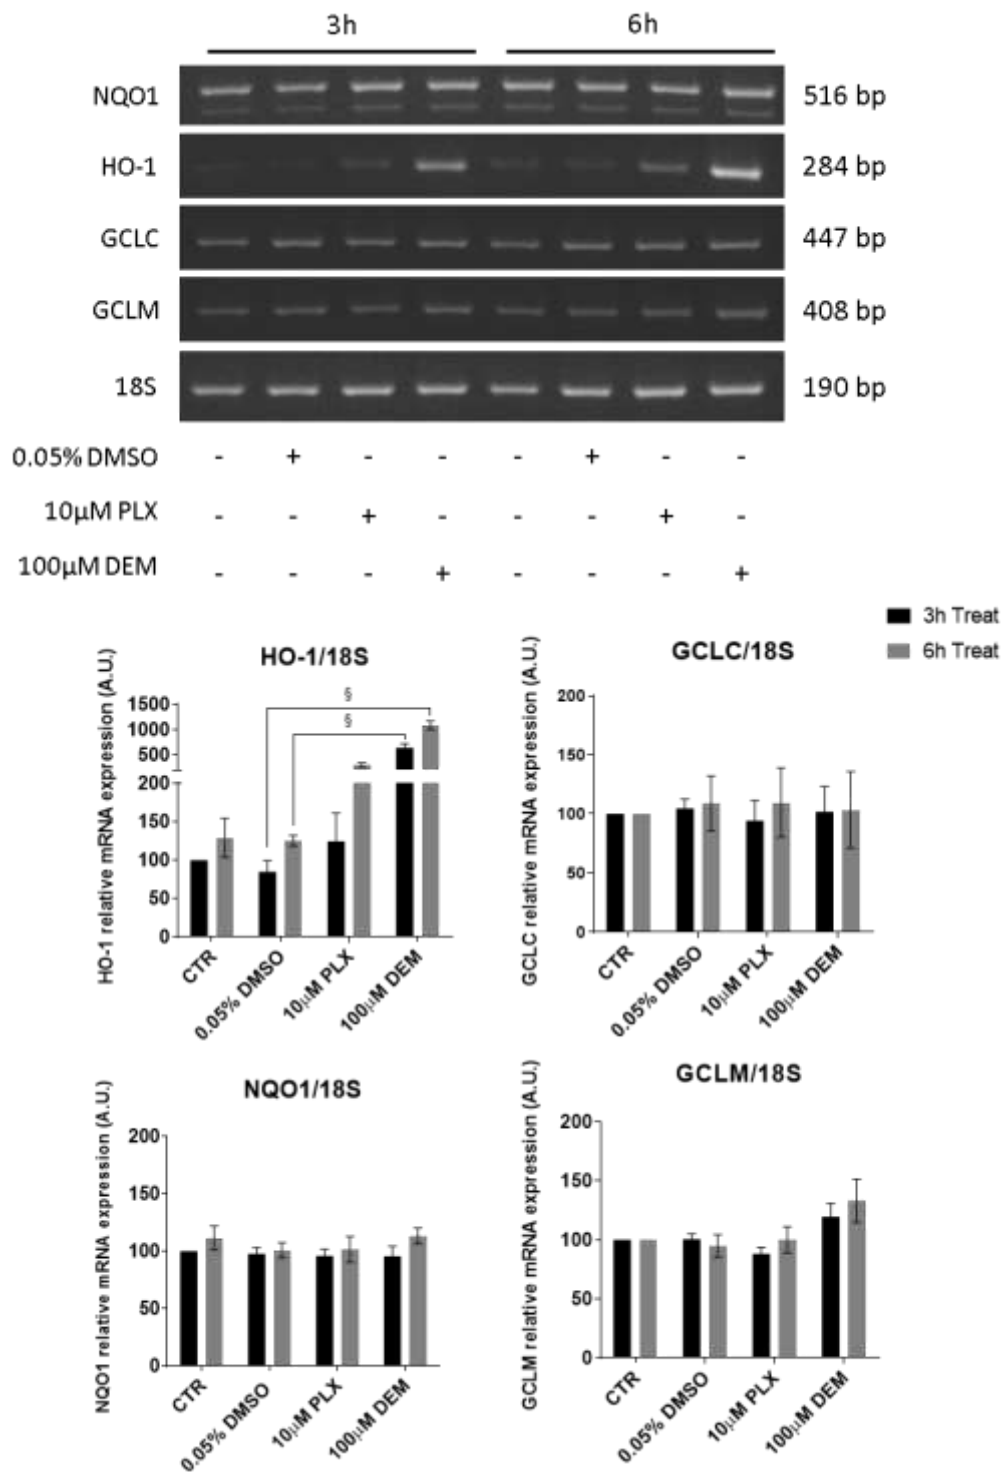 3h 6h
NQO1 516 bp
HO-1 284 bp
GCLC 447 bp
GCLM 408 bp
18S 190 bp
0.05% DMSO - + - - - + - -
10µM PLX - - + - - - + -
100µM DEM - - - + - - - +
3h Treat
6h Treat
HO-1/18S
HO-1 relative mRNA expression (A.U.)
1500
1000
500
200
150
100
50
0
§
§
CTR
0.05% DMSO
10µM PLX
100µM DEM
GCLC/18S
GCLC relative mRNA expression (A.U.)
200
150
100
50
0
CTR
0.05% DMSO
10µM PLX
100µM DEM
NQO1/18S
NQO1 relative mRNA expression (A.U.)
200
150
100
50
0
CTR
0.05% DMSO
10µM PLX
100µM DEM
GCLM/18S
GCLM relative mRNA expression (A.U.)
200
150
100
50
0
CTR
0.05% DMSO
10µM PLX
100µM DEM